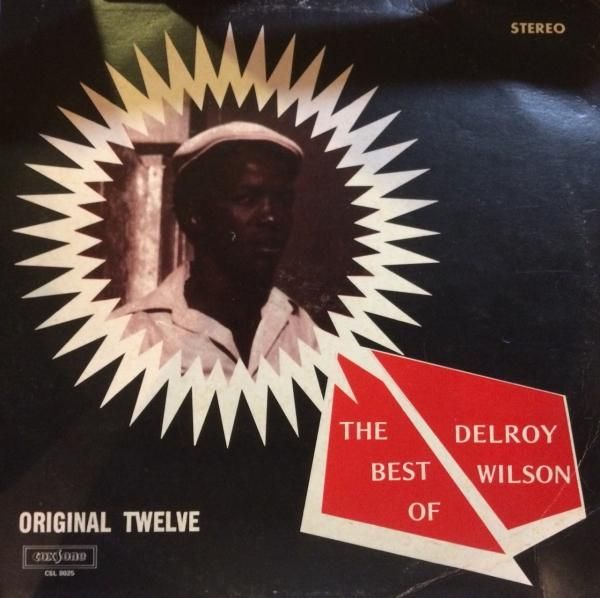 STEREO
THE
BEST
OF
DELROY
WILSON
ORIGINAL TWELVE
COXSONE
CSL 8025